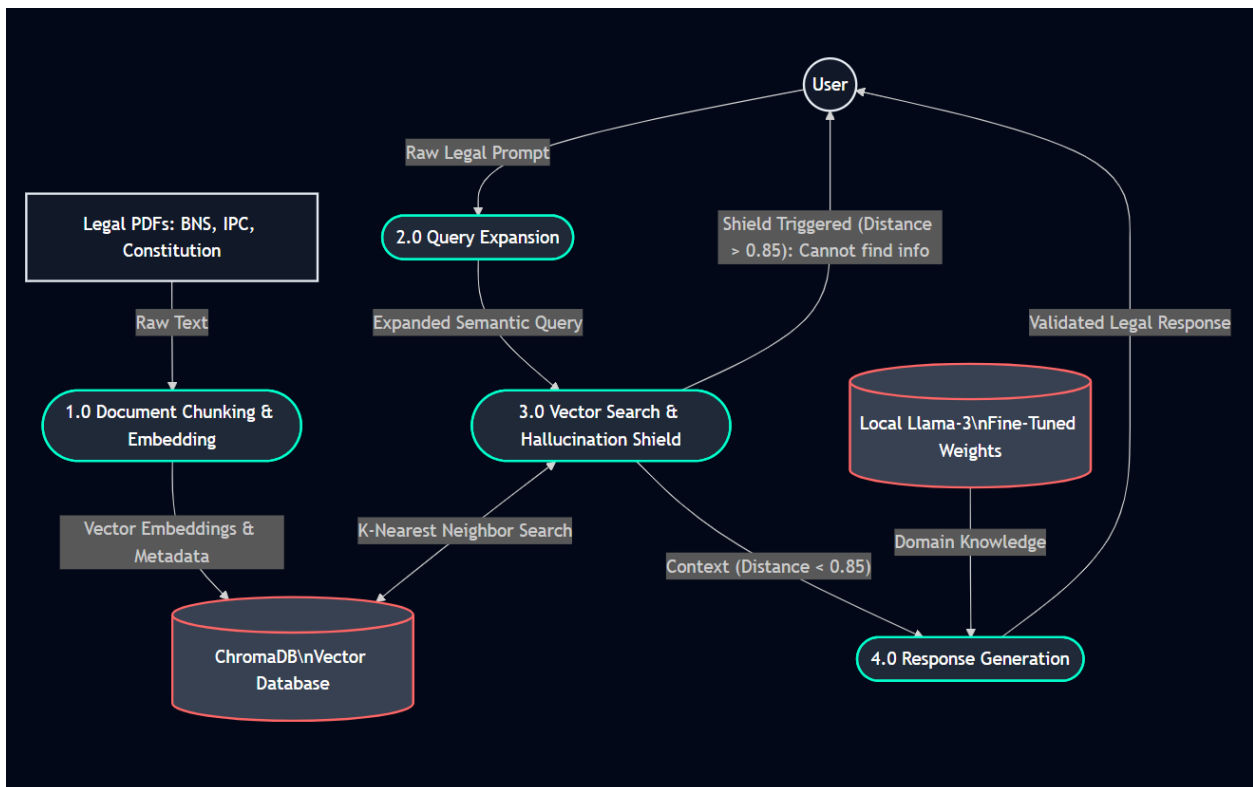 User
Raw Legal Prompt
Legal PDFs: BNS, IPC,
Constitution
2.0 Query Expansion
Shield Triggered (Distance
> 0.85): Cannot find info
Raw Text
Expanded Semantic Query
Validated Legal Response
1.0 Document Chunking &
Embedding
3.0 Vector Search &
Hallucination Shield
Local Llama-3\nFine-Tuned
Weights
Vector Embeddings &
Metadata
K-Nearest Neighbor Search
Domain Knowledge
Context (Distance < 0.85)
ChromaDB\nVector
Database
4.0 Response Generation